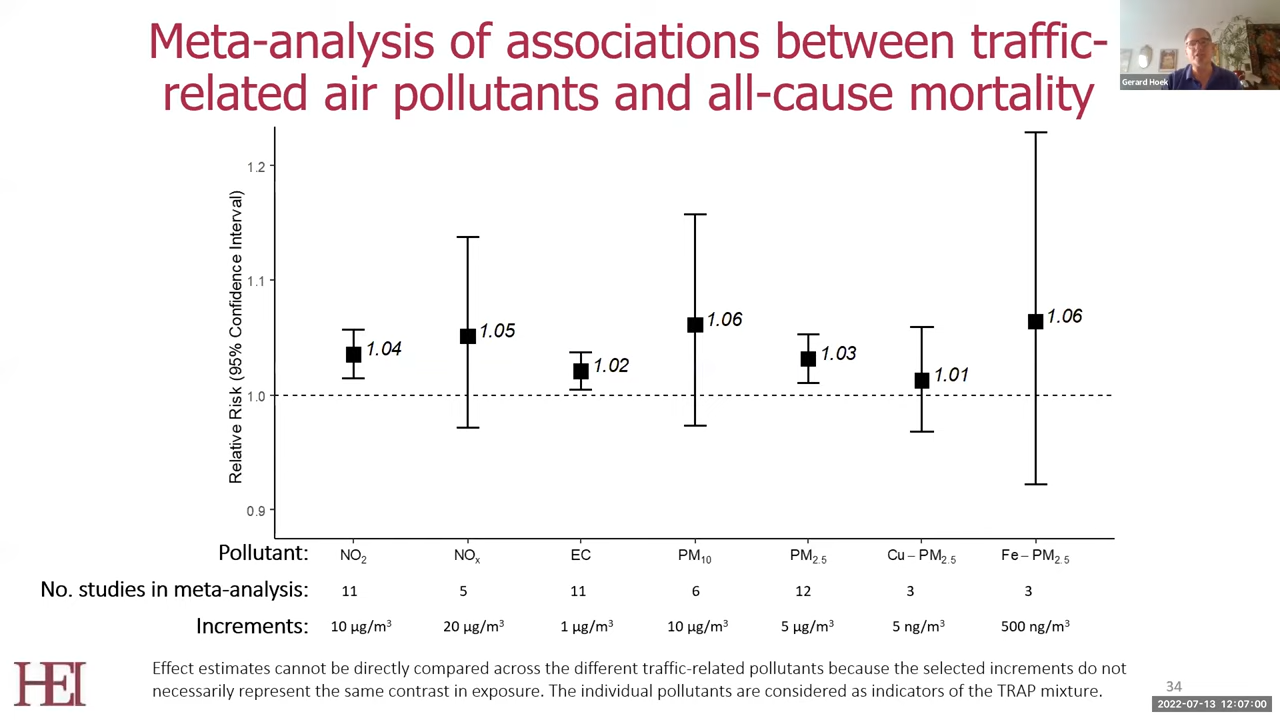 Meta-analysis of associations between traffic-
related air pollutants and all-cause mortality
Gerard Hoek
Relative Risk (95% Confidence Interval)
1.2
1.1
1.0
0.9
1.04
1.05
1.02
1.06
1.03
1.01
1.06
Pollutant: NO₂ NOₓ EC PM₁₀ PM₂.₅ Cu – PM₂.₅ Fe – PM₂.₅
No. studies in meta-analysis: 11 5 11 6 12 3 3
Increments: 10 µg/m³ 20 µg/m³ 1 µg/m³ 10 µg/m³ 5 µg/m³ 5 ng/m³ 500 ng/m³
Effect estimates cannot be directly compared across the different traffic-related pollutants because the selected increments do not
necessarily represent the same contrast in exposure. The individual pollutants are considered as indicators of the TRAP mixture.
HEI
34
2022-07-13 12:07:00